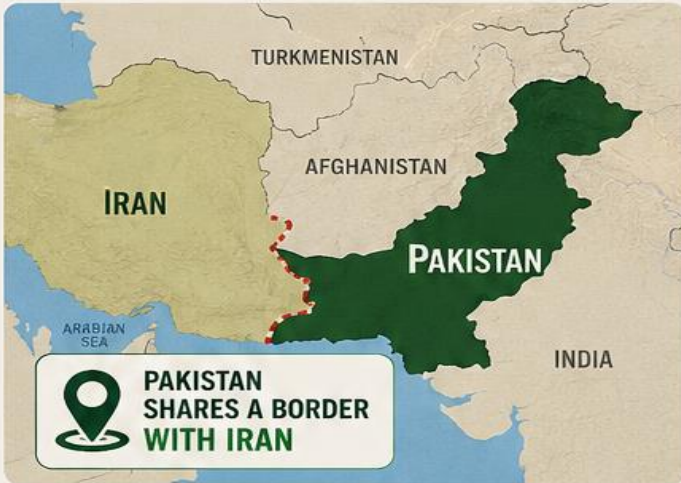 TURKMENISTAN
AFGHANISTAN
IRAN
PAKISTAN
ARABIAN
SEA
INDIA
PAKISTAN
SHARES A BORDER
WITH IRAN